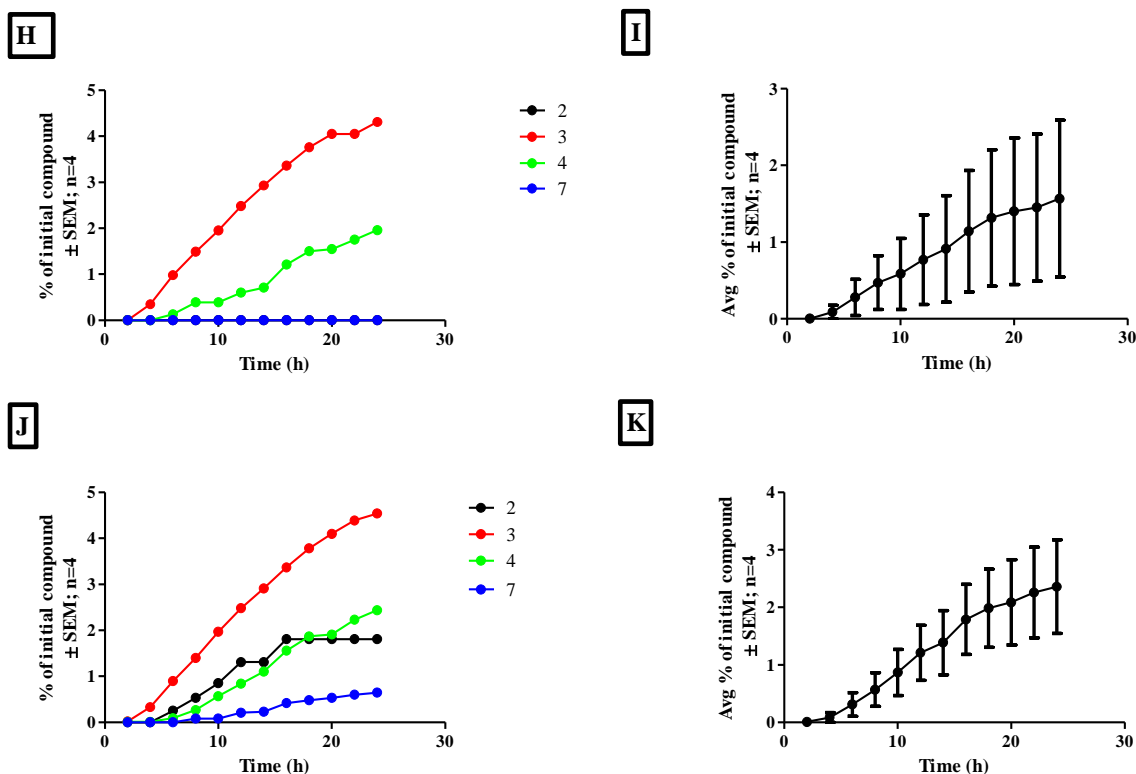 H
% of initial compound
± SEM; n=4
5
4
3
2
1
0
0
10
20
30
Time (h)
2
3
4
7
I
Avg % of initial compound
± SEM; n=4
3
2
1
0
0
10
20
30
Time (h)
J
% of initial compound
± SEM; n=4
5
4
3
2
1
0
0
10
20
30
Time (h)
2
3
4
7
K
Avg % of initial compound
± SEM; n=4
4
3
2
1
0
0
10
20
30
Time (h)